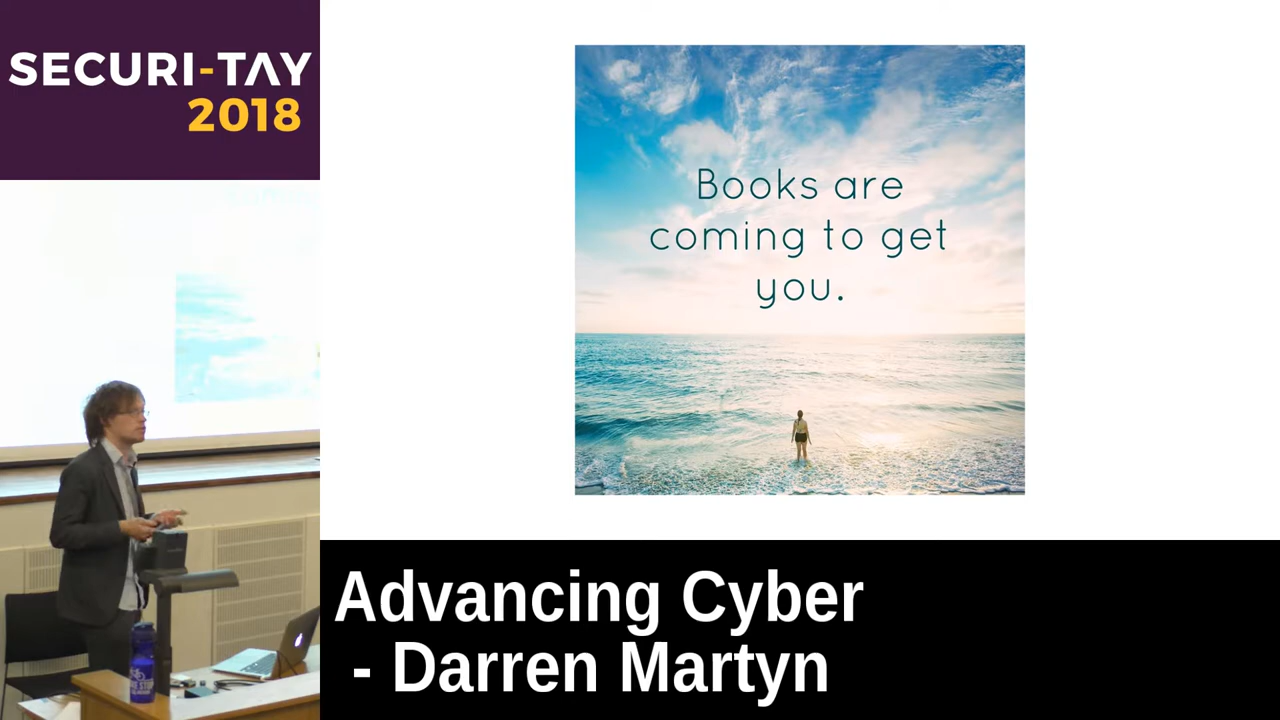 SECURI-TAY
2018
Books are
coming to get
you.
Advancing Cyber
- Darren Martyn